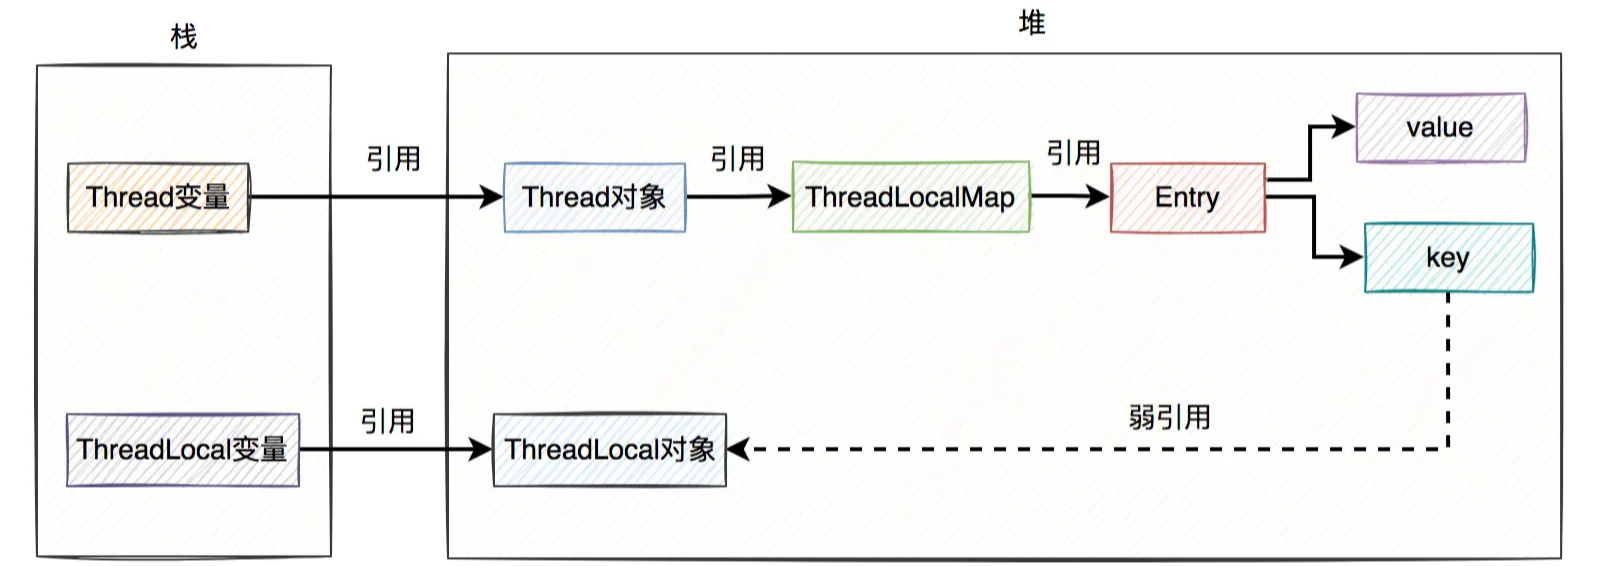 栈
堆
引用
引用
引用
value
Thread变量
Thread对象
ThreadLocalMap
Entry
key
引用
弱引用
ThreadLocal变量
ThreadLocal对象